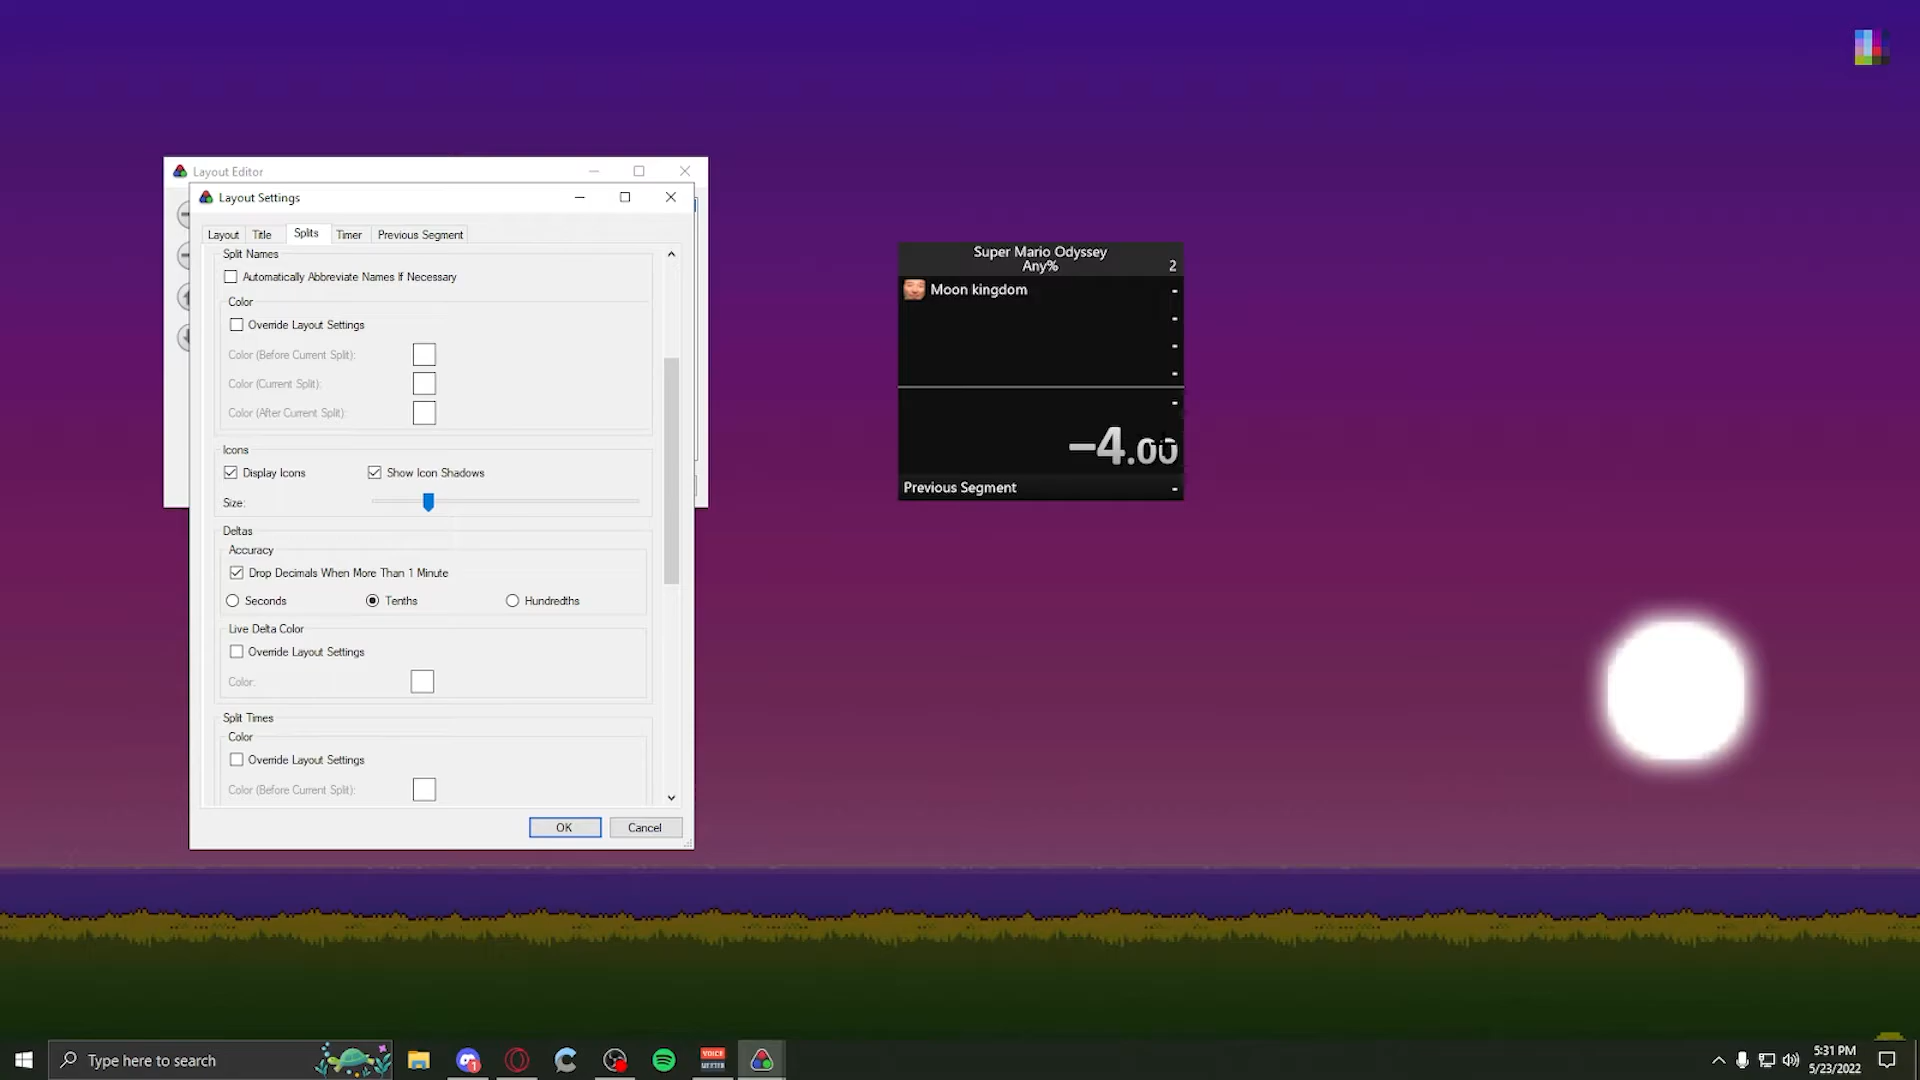 Layout Editor
Layout Settings
Layout Title Splits Timer Previous Segment
Split Names
Automatically Abbreviate Names If Necessary
Color
Override Layout Settings
Color (Before Current Split):
Color (Current Split):
Color (After Current Split):
Icons
Display Icons Show Icon Shadows
Size:
Deltas
Accuracy
Drop Decimals When More Than 1 Minute
Seconds Tenths Hundredths
Live Delta Color
Override Layout Settings
Color:
Split Times
Color
Override Layout Settings
Color (Before Current Split):
OK Cancel
Super Mario Odyssey
Any% 2
Moon kingdom -
-
-
-
-
−4.00
Previous Segment -
Type here to search
1
VOICE
MEETER
5:31 PM
5/23/2022